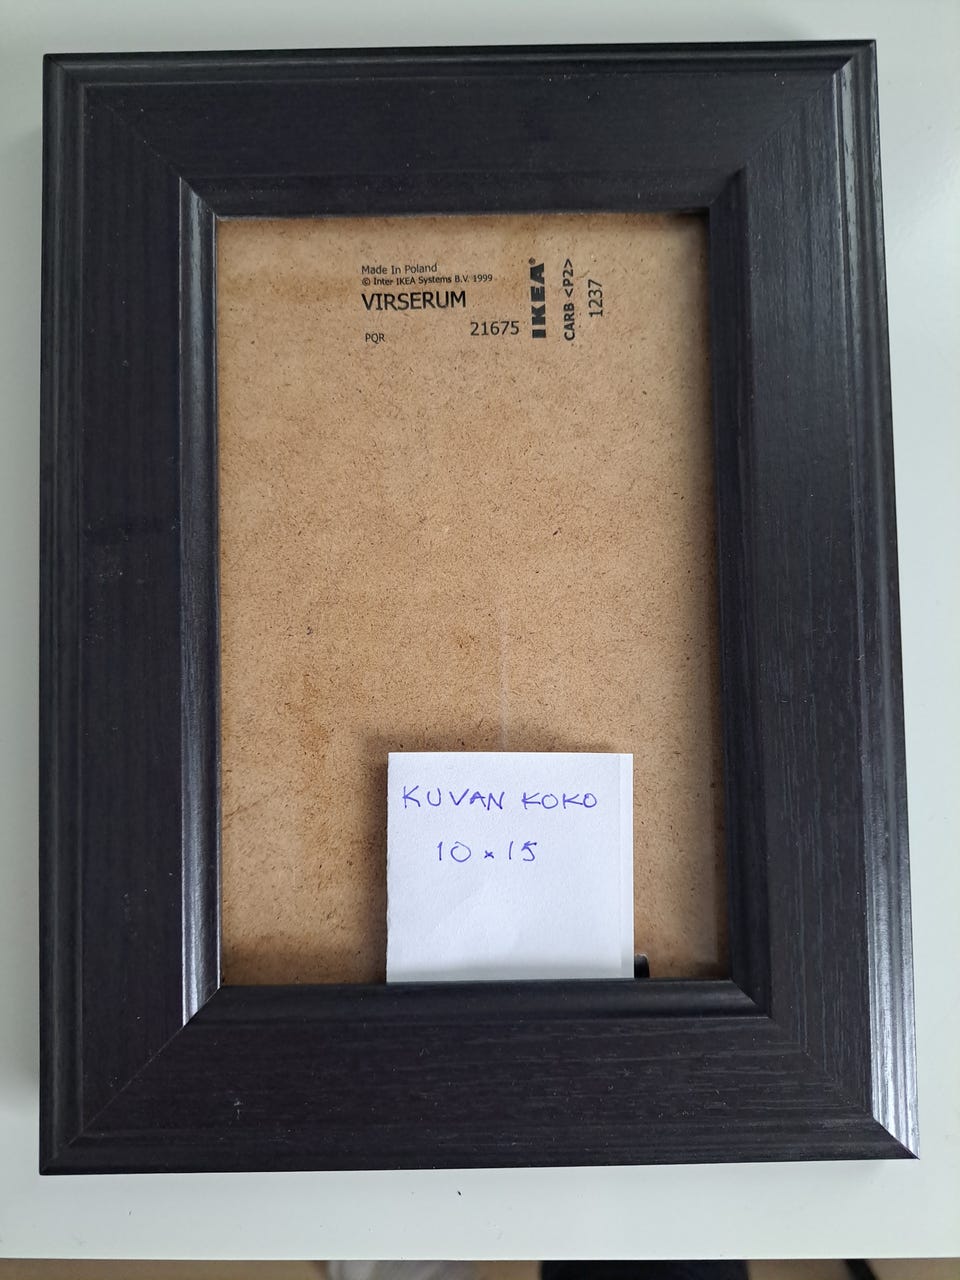 Made In Poland
© Inter IKEA Systems B.V. 1999
VIRSERUM
PQR
21675
IKEA®
CARB <P2>
1237
KUVAN KOKO
10 x 15